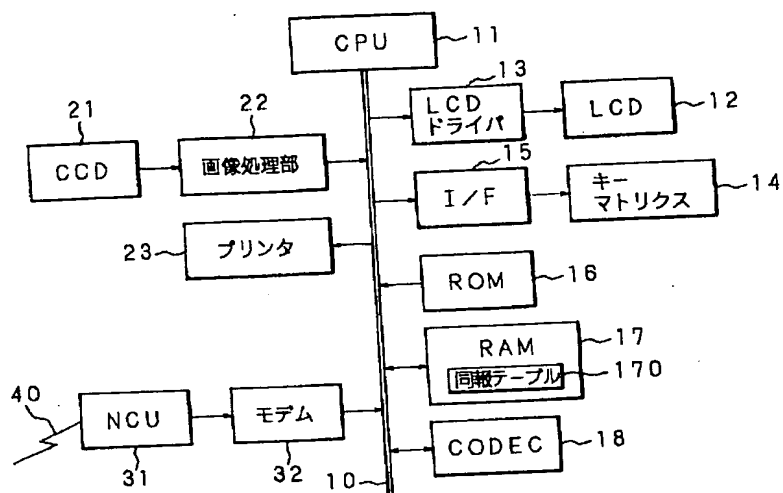 CPU
11
21
22
13
LCD
ドライバ
LCD
12
CCD
画像処理部
15
I/F
キー
マトリクス
14
23
プリンタ
ROM
16
RAM
17
同報テーブル
170
40
NCU
モデム
CODEC
18
31
32
10